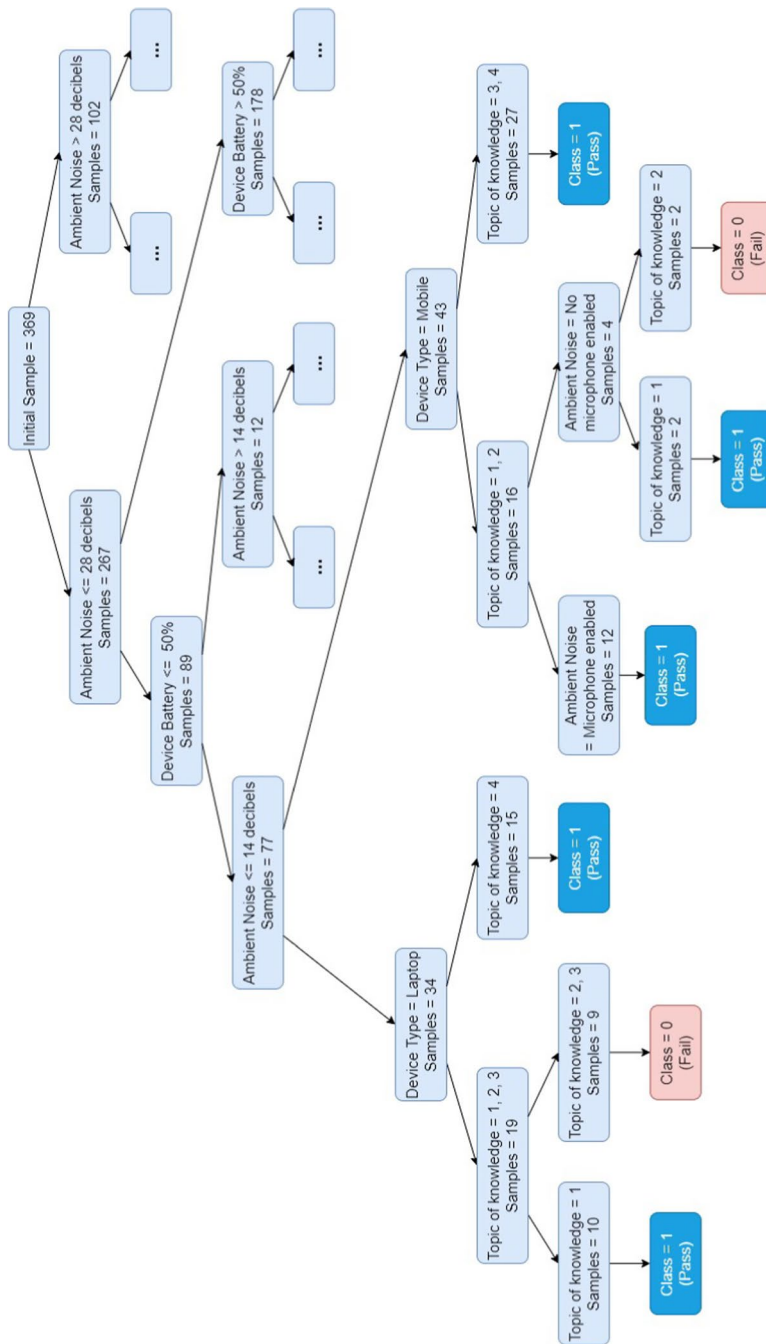 Initial Sample = 369
Ambient Noise <= 28 decibels
Samples = 267
Ambient Noise > 28 decibels
Samples = 102
Device Battery <= 50%
Samples = 89
Device Battery > 50%
Samples = 178
...
...
Ambient Noise <= 14 decibels
Samples = 77
Ambient Noise > 14 decibels
Samples = 12
...
...
...
...
Device Type = Laptop
Samples = 34
Device Type = Mobile
Samples = 43
Topic of knowledge = 1, 2, 3
Samples = 19
Topic of knowledge = 4
Samples = 15
Topic of knowledge = 1, 2
Samples = 16
Topic of knowledge = 3, 4
Samples = 27
Topic of knowledge = 1
Samples = 10
Topic of knowledge = 2, 3
Samples = 9
Class = 1
(Pass)
Ambient Noise
= Microphone enabled
Samples = 12
Ambient Noise = No
microphone enabled
Samples = 4
Class = 1
(Pass)
Class = 1
(Pass)
Class = 0
(Fail)
Class = 1
(Pass)
Topic of knowledge = 1
Samples = 2
Topic of knowledge = 2
Samples = 2
Class = 1
(Pass)
Class = 0
(Fail)